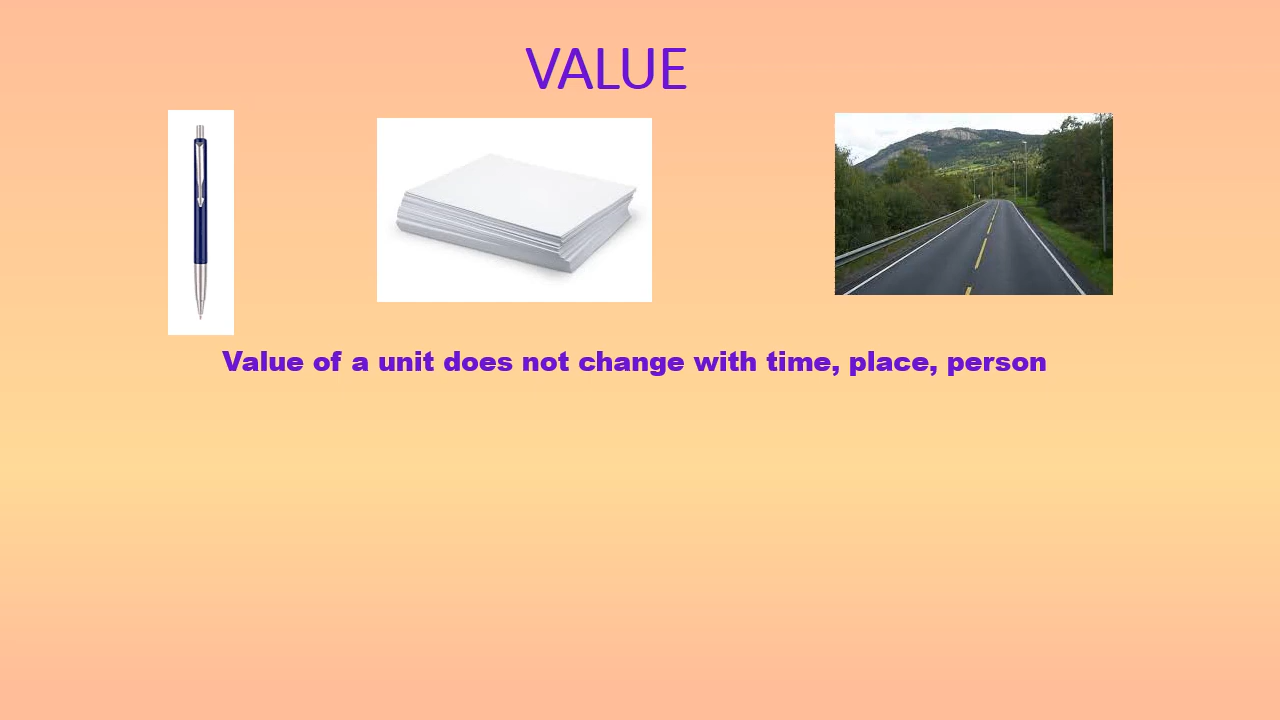 VALUE
Value of a unit does not change with time, place, person